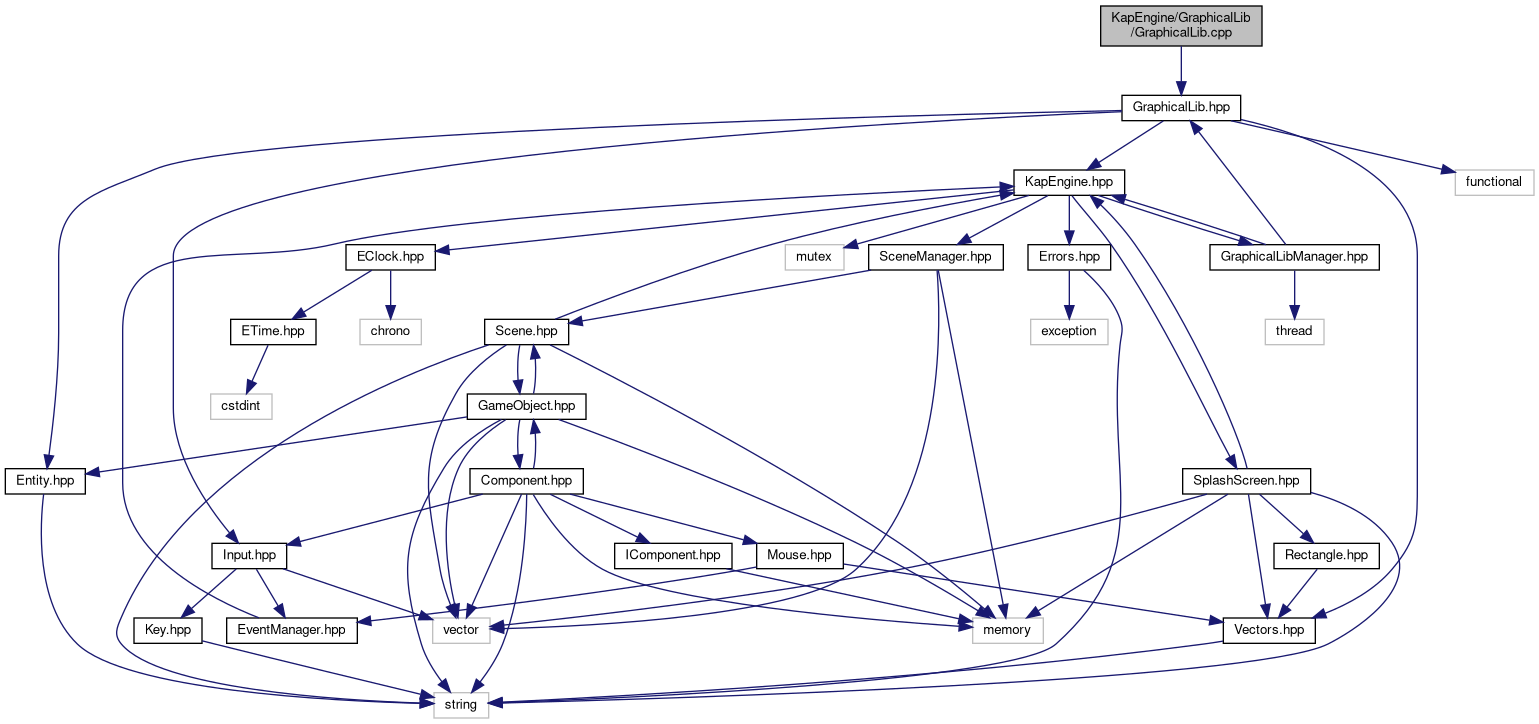 KapEngine/GraphicalLib
/GraphicalLib.cpp
GraphicalLib.hpp
KapEngine.hpp
functional
EClock.hpp
mutex
SceneManager.hpp
Errors.hpp
GraphicalLibManager.hpp
ETime.hpp
chrono
Scene.hpp
exception
thread
cstdint
GameObject.hpp
Entity.hpp
Component.hpp
SplashScreen.hpp
Input.hpp
IComponent.hpp
Mouse.hpp
Rectangle.hpp
Key.hpp
EventManager.hpp
vector
memory
Vectors.hpp
string